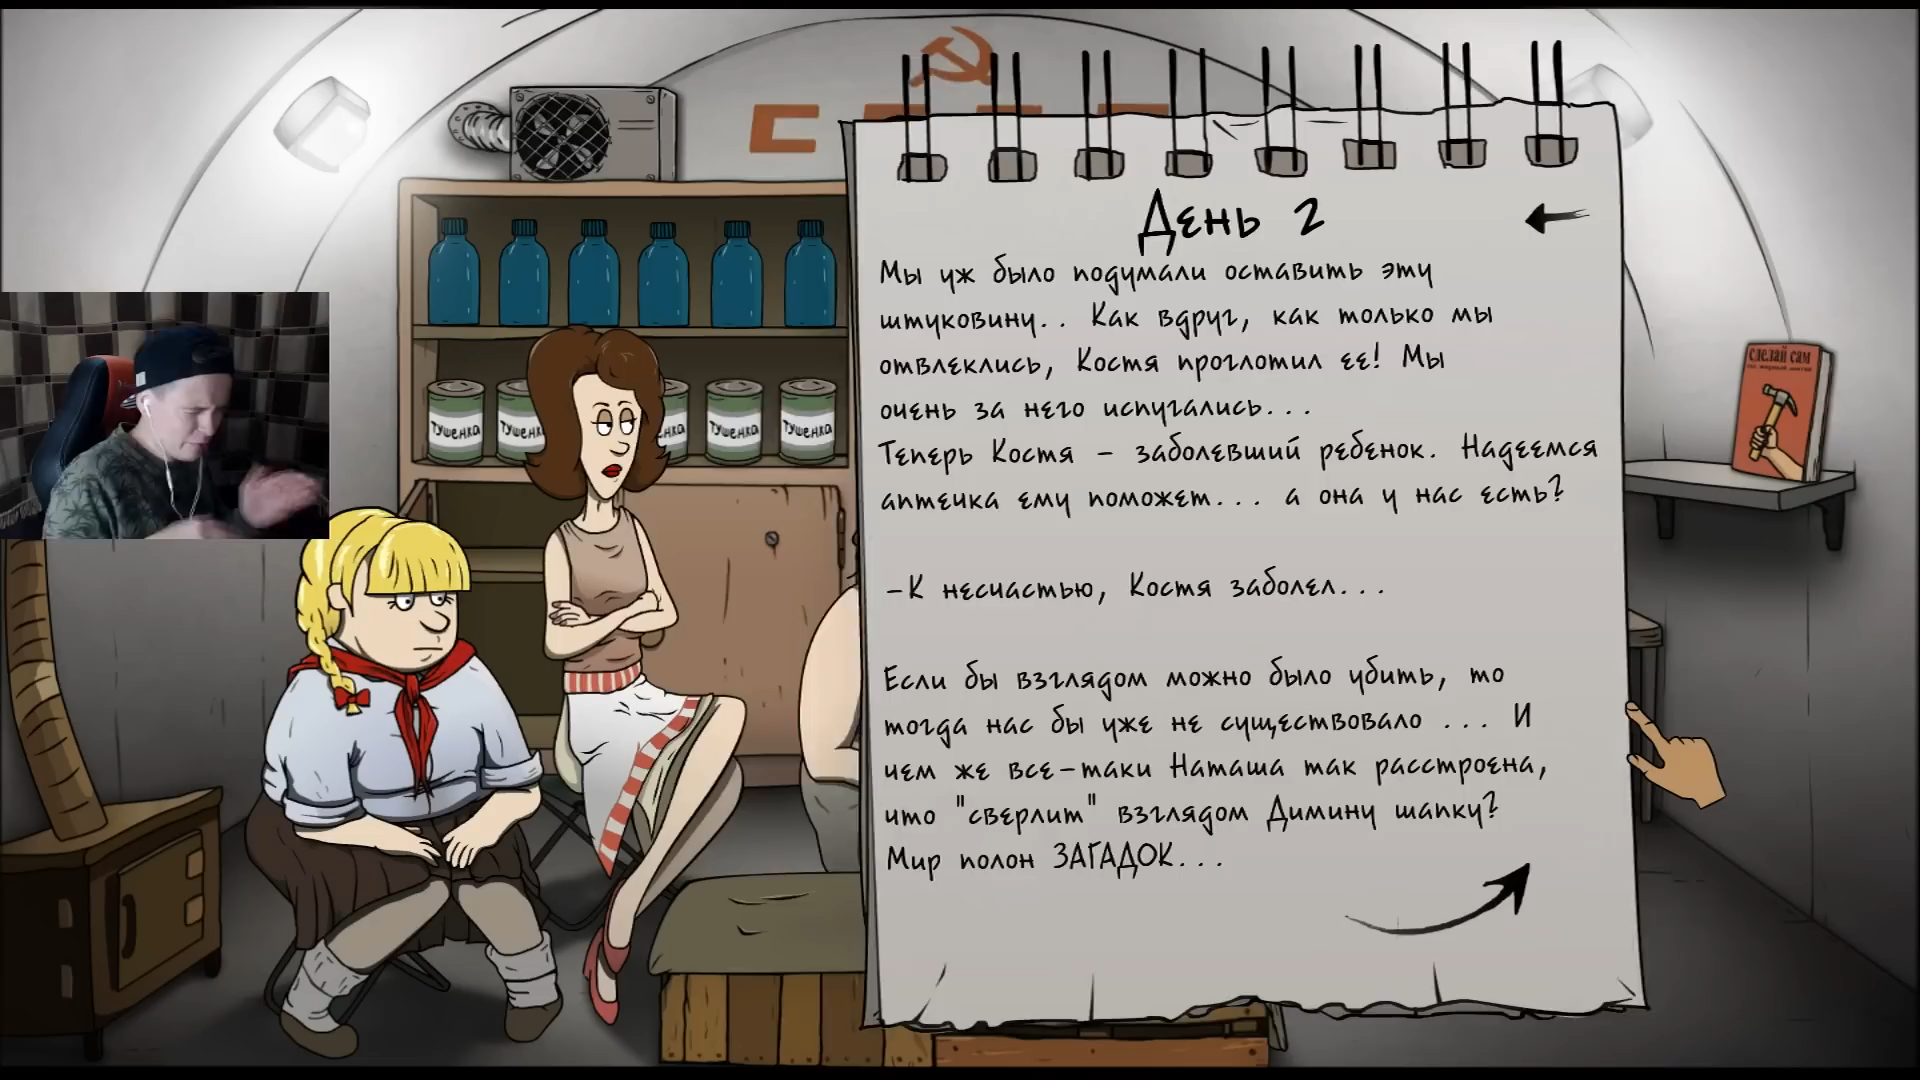 День 2
Мы уж было подумали оставить эту
штуковину.. Как вдруг, как только мы
отвлеклись, Костя проглотил ее! Мы
очень за него испугались...
Теперь Костя - заболевший ребенок. Надеемся
аптечка ему поможет... а она у нас есть?
-К несчастью, Костя заболел...
Если бы взглядом можно было убить, то
тогда нас бы уже не существовало ... И
чем же все-таки Наташа так расстроена,
что "сверлит" взглядом Димину шапку?
Мир полон ЗАГАДОК...
Тушенка
Тушенка
Тушенка
Тушенка
Сделай сам